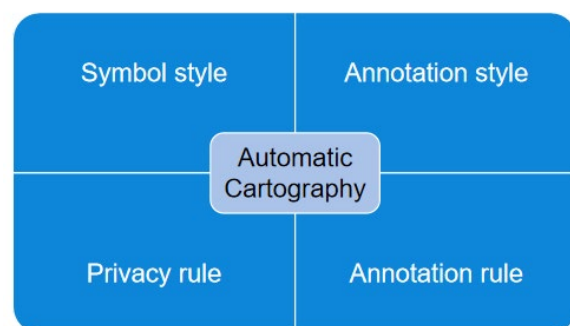 Symbol style
Annotation style
Automatic
Cartography
Privacy rule
Annotation rule